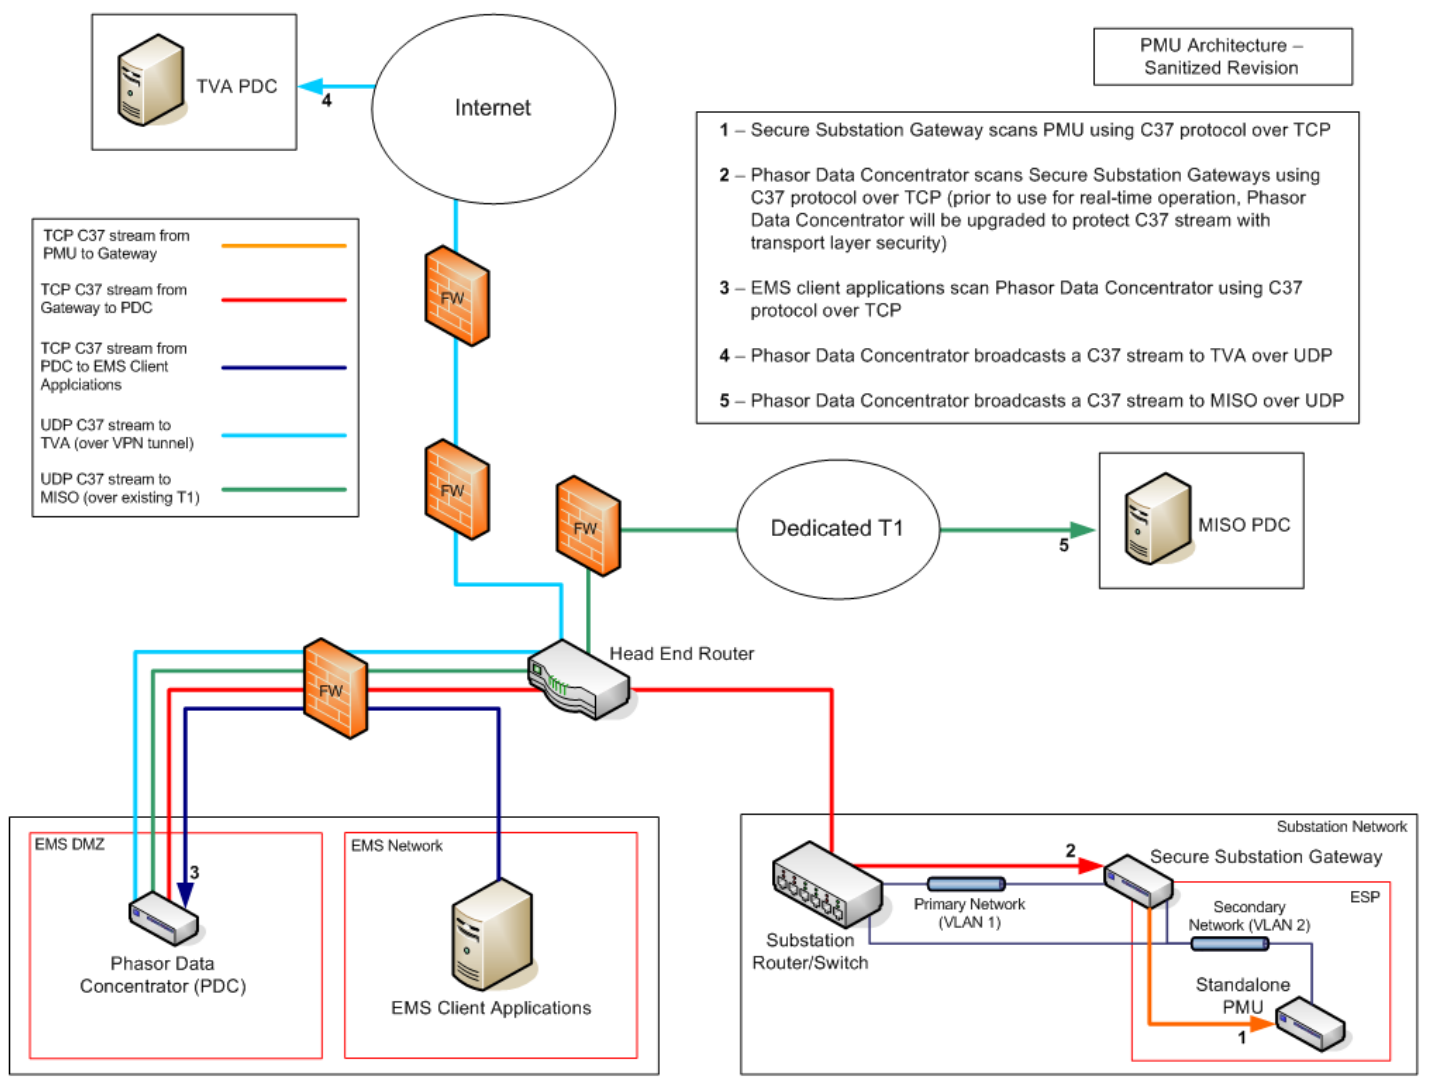 TVA PDC
4
Internet
PMU Architecture –
Sanitized Revision
1 – Secure Substation Gateway scans PMU using C37 protocol over TCP
2 – Phasor Data Concentrator scans Secure Substation Gateways using
C37 protocol over TCP (prior to use for real-time operation, Phasor
Data Concentrator will be upgraded to protect C37 stream with
transport layer security)
3 – EMS client applications scan Phasor Data Concentrator using C37
protocol over TCP
4 – Phasor Data Concentrator broadcasts a C37 stream to TVA over UDP
5 – Phasor Data Concentrator broadcasts a C37 stream to MISO over UDP
TCP C37 stream from
PMU to Gateway
TCP C37 stream from
Gateway to PDC
TCP C37 stream from
PDC to EMS Client
Applciations
UDP C37 stream to
TVA (over VPN tunnel)
UDP C37 stream to
MISO (over existing T1)
FW
FW
FW
Dedicated T1
5
MISO PDC
Head End Router
FW
EMS DMZ
3
Phasor Data
Concentrator (PDC)
EMS Network
EMS Client Applications
Substation Network
2
Secure Substation Gateway
ESP
Primary Network
(VLAN 1)
Secondary
Network (VLAN 2)
Substation
Router/Switch
Standalone
PMU
1